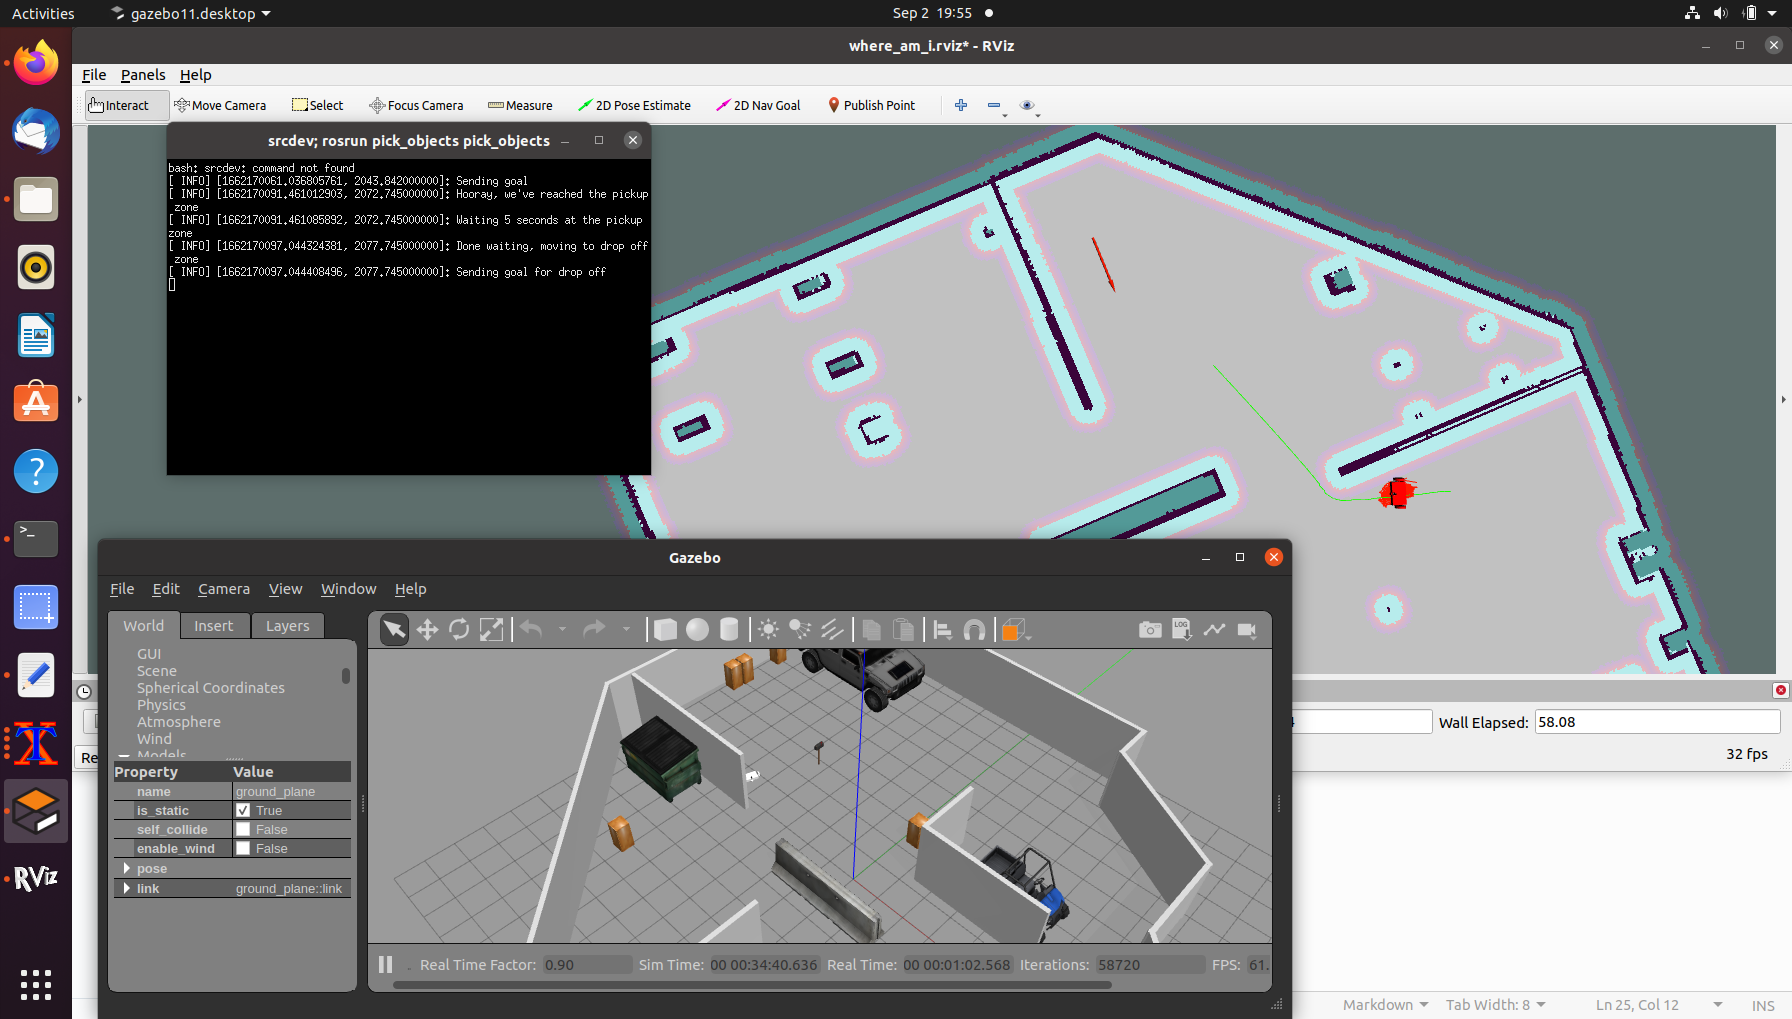 Activities
gazebo11.desktop
Sep 2 19:55
where_am_i.rviz* - RViz
File Panels Help
Interact Move Camera Select Focus Camera Measure 2D Pose Estimate 2D Nav Goal Publish Point
srcdev; rosrun pick_objects pick_objects
bash: srcdev: command not found
[ INFO] [1662170061.036805761, 2043.842000000]: Sending goal
[ INFO] [1662170091.461012903, 2072.745000000]: Hooray, we've reached the pickup
zone
[ INFO] [1662170091.461085892, 2072.745000000]: Waiting 5 seconds at the pickup
zone
[ INFO] [1662170097.044324381, 2077.745000000]: Done waiting, moving to drop off
zone
[ INFO] [1662170097.044408496, 2077.745000000]: Sending goal for drop off
Gazebo
File Edit Camera View Window Help
World Insert Layers
LOG
GUI
Scene
Spherical Coordinates
Physics
Atmosphere
Wind
Models
Property Value
name ground_plane
is_static True
self_collide False
enable_wind False
pose
link ground_plane::link
Real Time Factor: 0.90 Sim Time: 00 00:34:40.636 Real Time: 00 00:01:02.568 Iterations: 58720 FPS: 61.
4 Wall Elapsed: 58.08
Re
32 fps
RViz
Markdown Tab Width: 8 Ln 25, Col 12 INS